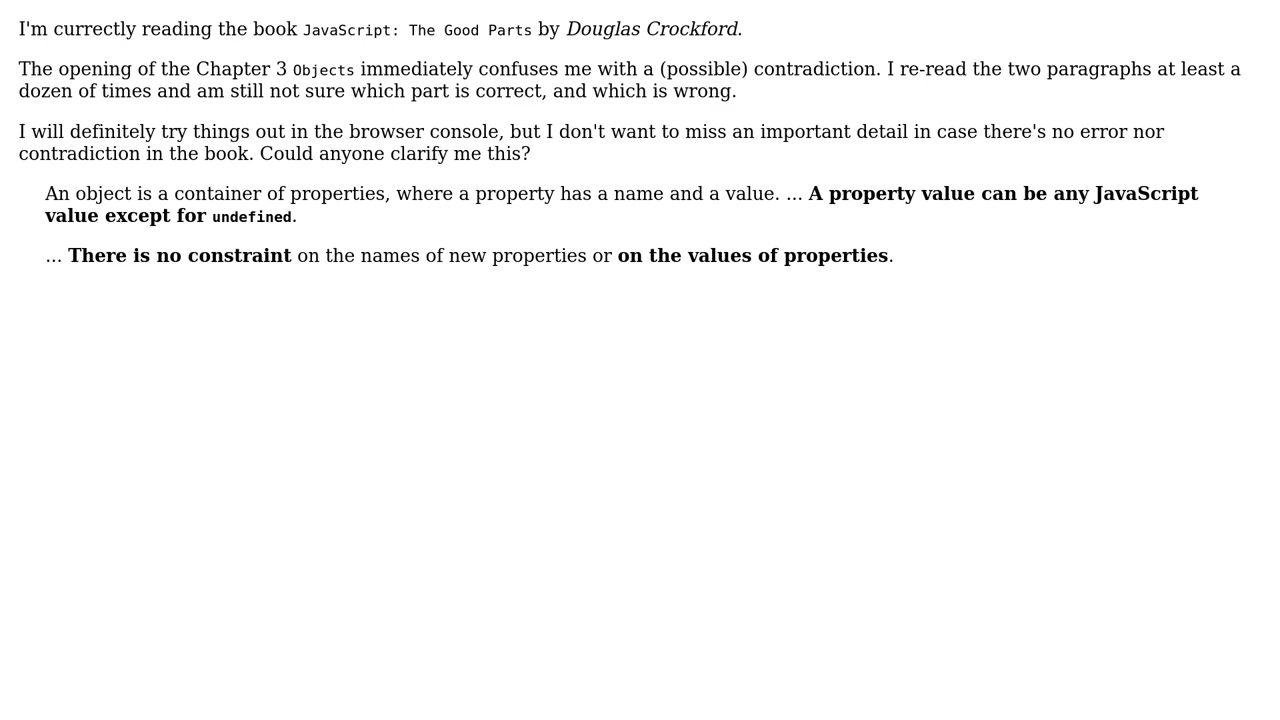 I'm currectly reading the book JavaScript: The Good Parts by Douglas Crockford.
The opening of the Chapter 3 Objects immediately confuses me with a (possible) contradiction. I re-read the two paragraphs at least a
dozen of times and am still not sure which part is correct, and which is wrong.
I will definitely try things out in the browser console, but I don't want to miss an important detail in case there's no error nor
contradiction in the book. Could anyone clarify me this?
An object is a container of properties, where a property has a name and a value. ... A property value can be any JavaScript
value except for undefined.
... There is no constraint on the names of new properties or on the values of properties.